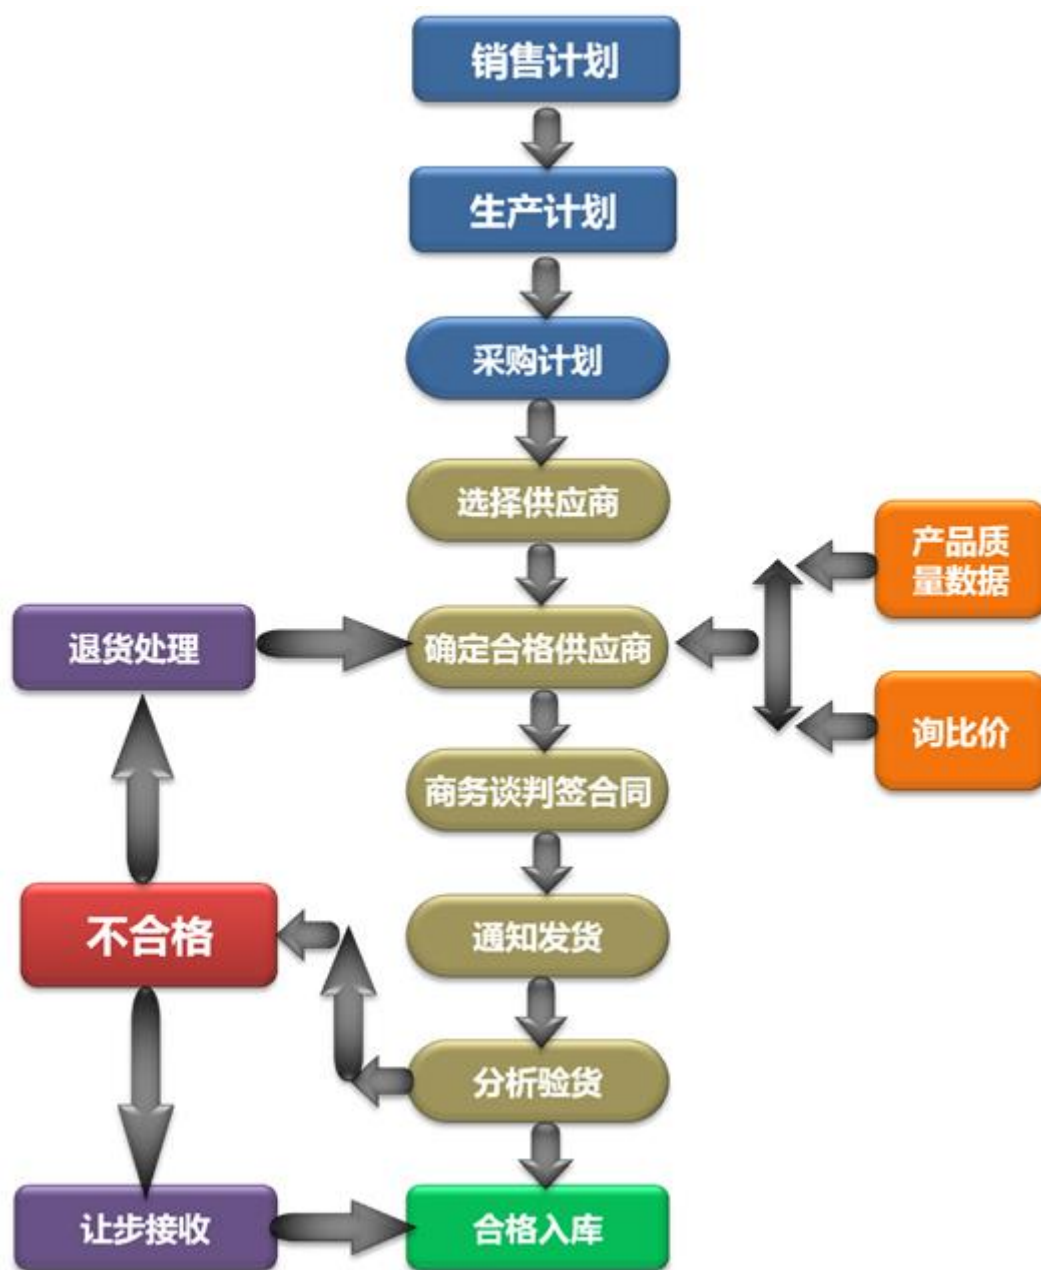 销售计划
生产计划
采购计划
选择供应商
产品质
量数据
退货处理
确定合格供应商
询比价
商务谈判签合同
不合格
通知发货
分析验货
让步接收
合格入库